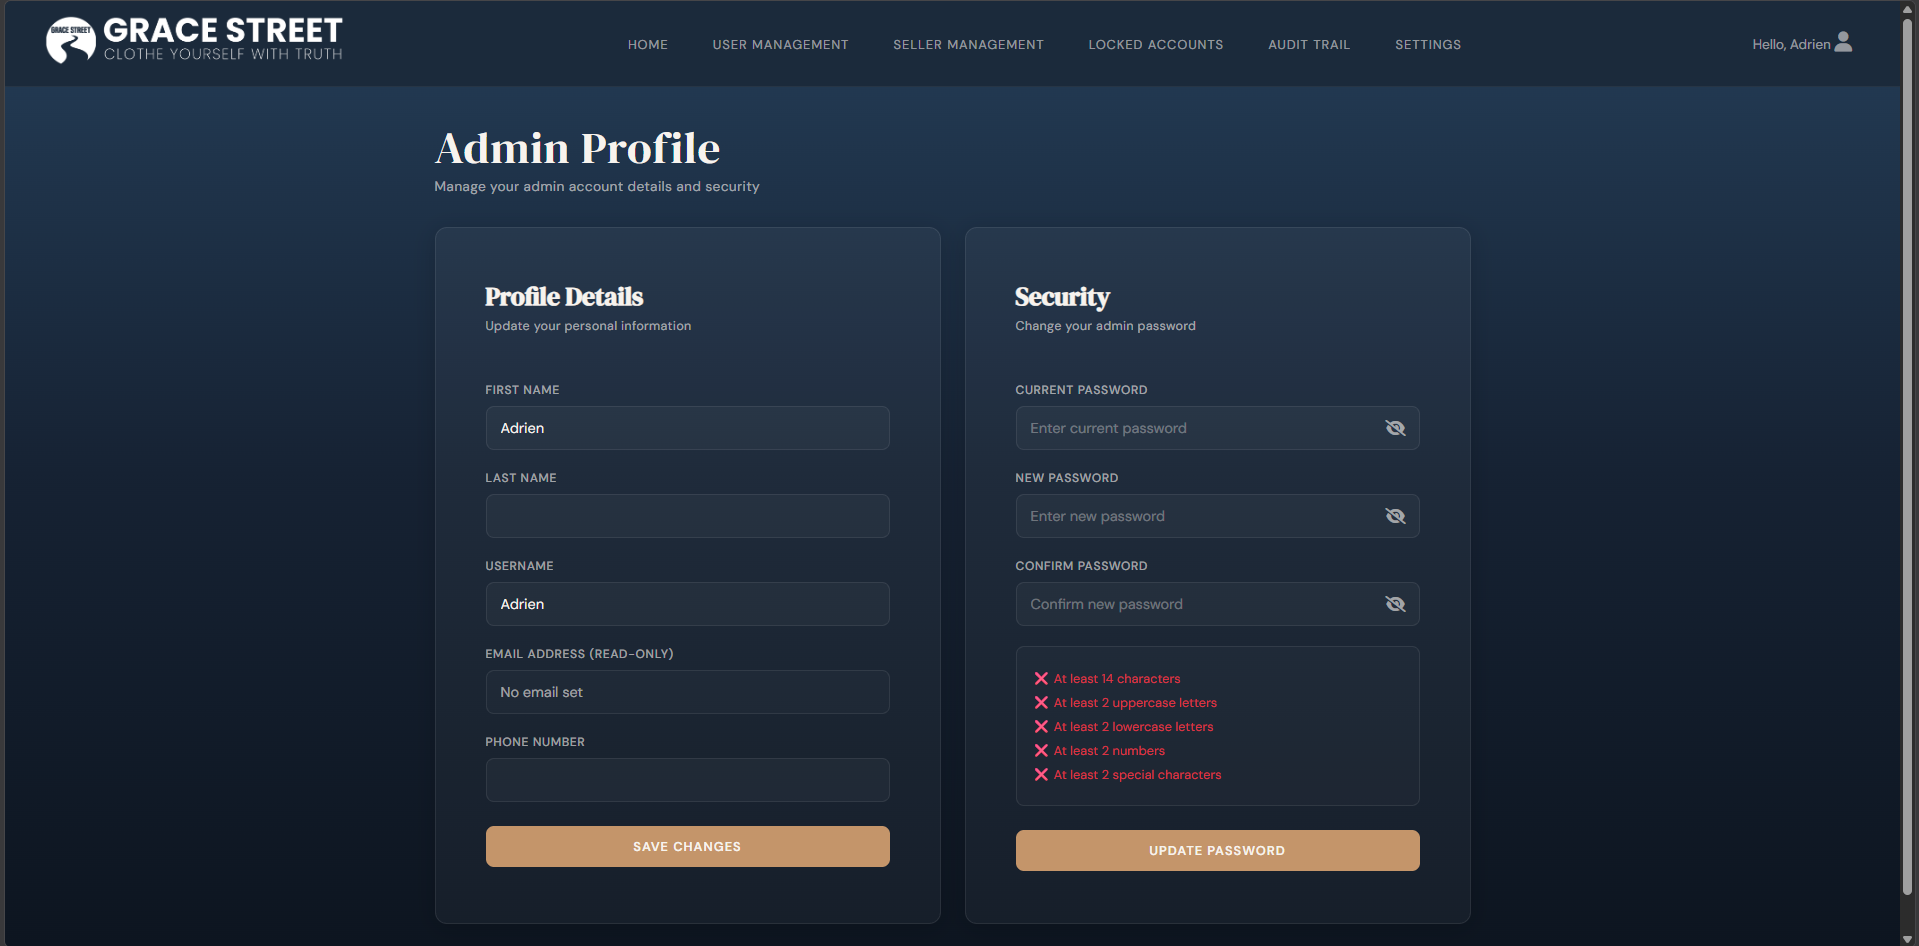 GRACE STREET
GRACE STREET
CLOTHE YOURSELF WITH TRUTH
HOME
USER MANAGEMENT
SELLER MANAGEMENT
LOCKED ACCOUNTS
AUDIT TRAIL
SETTINGS
Hello, Adrien
Admin Profile
Manage your admin account details and security
Profile Details
Update your personal information
FIRST NAME
Adrien
LAST NAME
USERNAME
Adrien
EMAIL ADDRESS (READ-ONLY)
No email set
PHONE NUMBER
SAVE CHANGES
Security
Change your admin password
CURRENT PASSWORD
Enter current password
NEW PASSWORD
Enter new password
CONFIRM PASSWORD
Confirm new password
❌ At least 14 characters
❌ At least 2 uppercase letters
❌ At least 2 lowercase letters
❌ At least 2 numbers
❌ At least 2 special characters
UPDATE PASSWORD